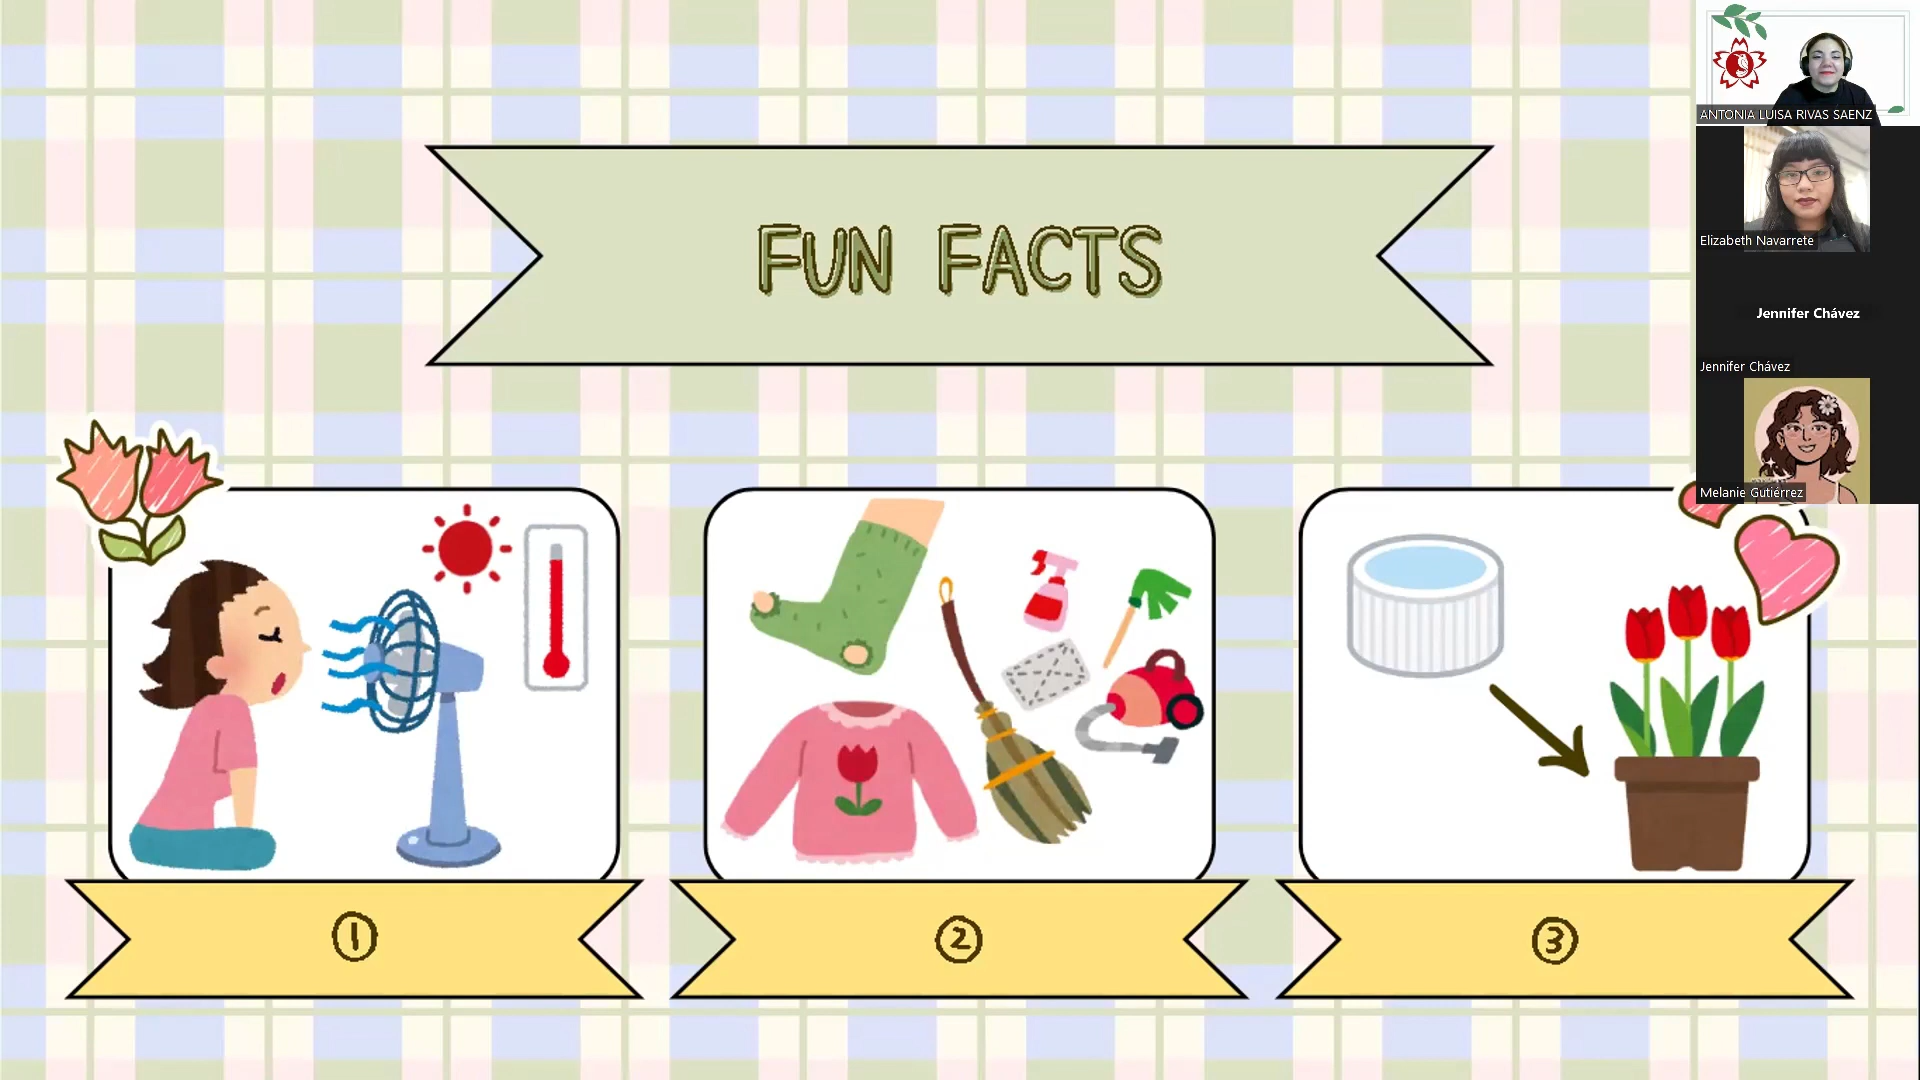 FUN FACTS
①
②
③
ANTONIA LUISA RIVAS SAENZ
Elizabeth Navarrete
Jennifer Chávez
Jennifer Chávez
Melanie Gutiérrez